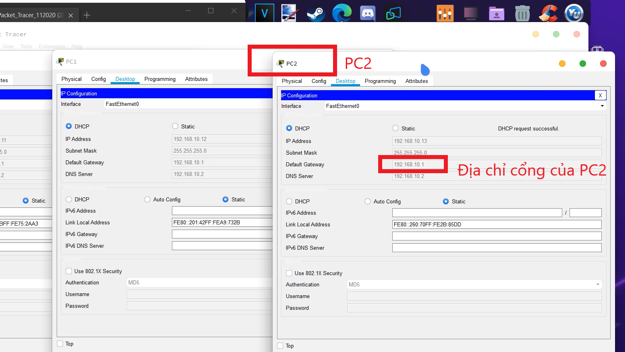 Packet_Tracer_112020 (2)
Tracer
PC1
PC2
PC2
Physical Config Desktop Programming Attributes
Physical Config Desktop Programming Attributes
IP Configuration
IP Configuration X
Interface FastEthernet0
Interface FastEthernet0
DHCP Static
DHCP Static DHCP request successful.
IP Address 192.168.10.12
IP Address 192.168.10.13
Subnet Mask 255.255.255.0
Subnet Mask 255.255.255.0
Default Gateway 192.168.10.1
Default Gateway 192.168.10.1
DNS Server 192.168.10.2
DNS Server 192.168.10.2
Địa chỉ cổng của PC2
Static
DHCP Auto Config Static
DHCP Auto Config Static
IPv6 Address
IPv6 Address /
BFF:FE75:2AA3
Link Local Address FE80::201:42FF:FEA9:732B
Link Local Address FE80::260:70FF:FE2B:85DD
IPv6 Gateway
IPv6 Gateway
IPv6 DNS Server
IPv6 DNS Server
Use 802.1X Security
Use 802.1X Security
Authentication MD5
Authentication MD5
Username
Username
Password
Password
Top
Top